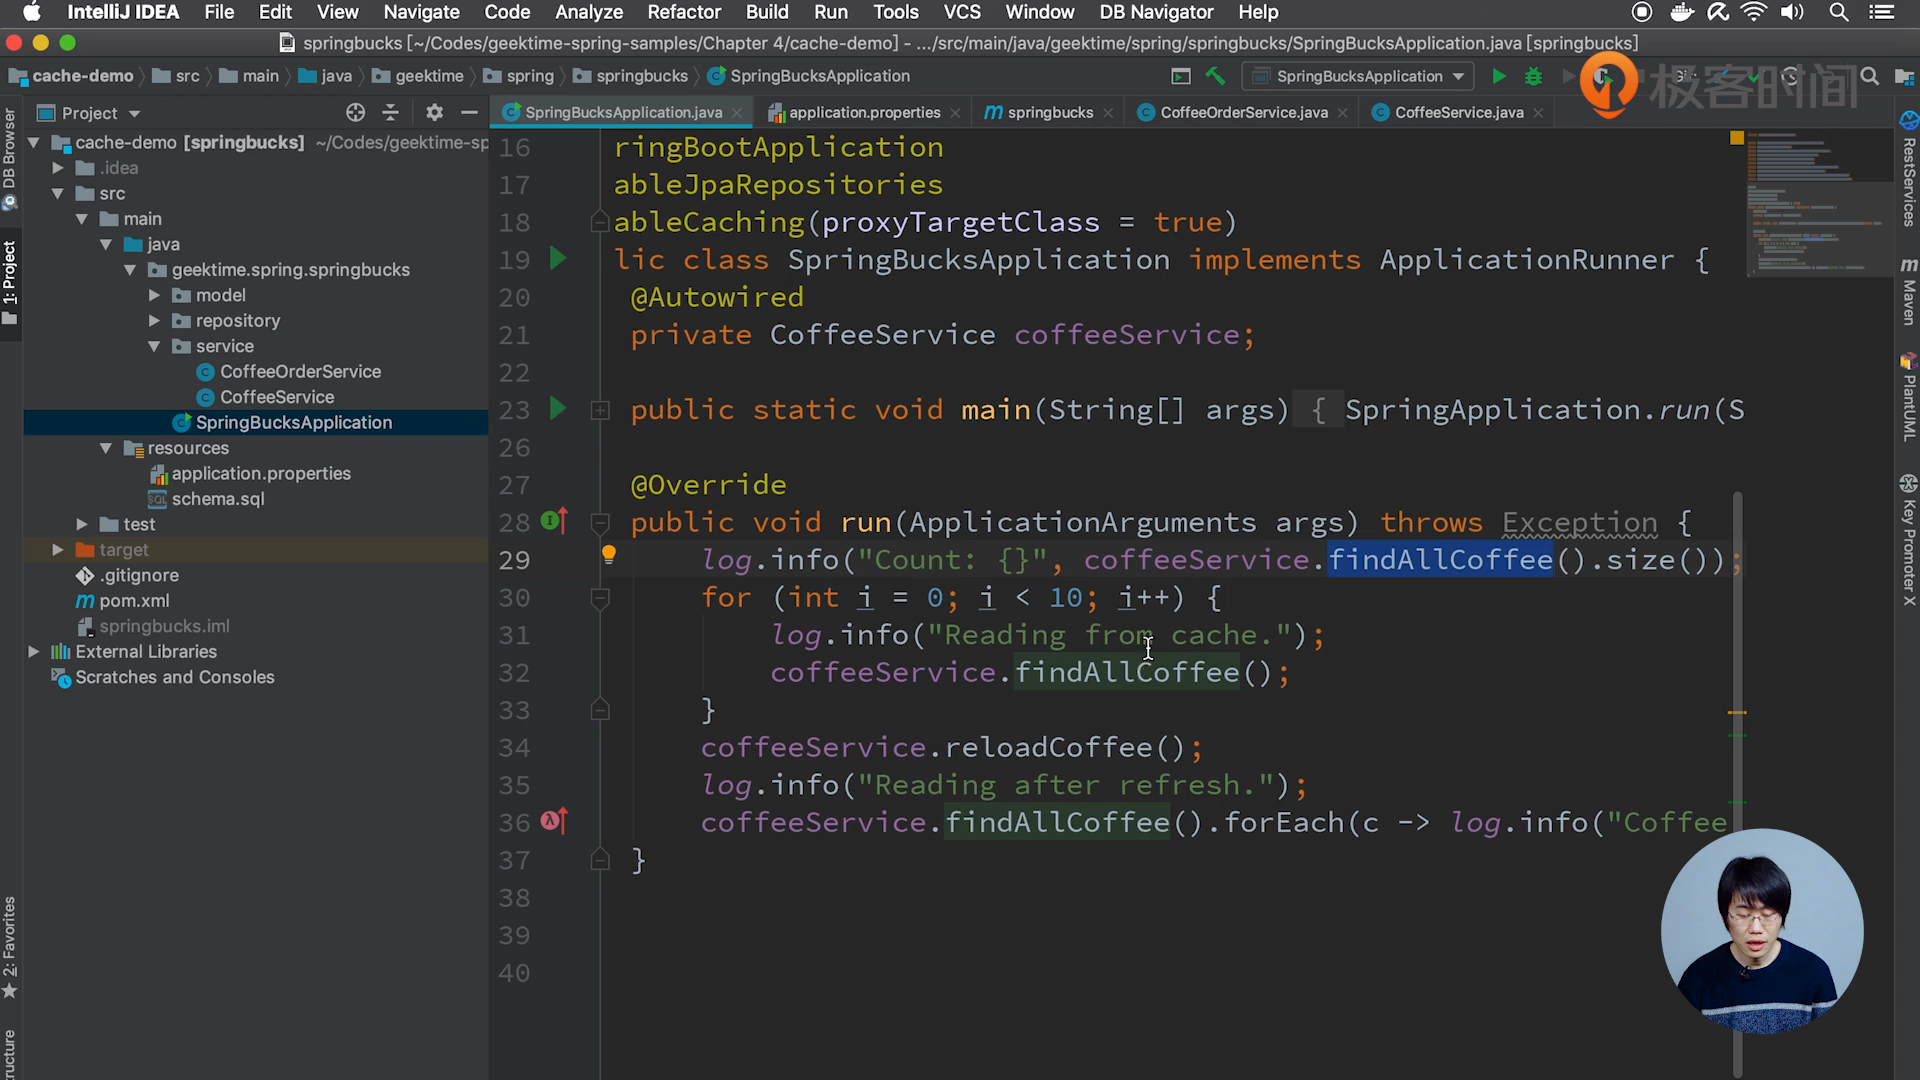 IntelliJ IDEA File Edit View Navigate Code Analyze Refactor Build Run Tools VCS Window DB Navigator Help
springbucks [~/Codes/geektime-spring-samples/Chapter 4/cache-demo] - .../src/main/java/geektime/spring/springbucks/SpringBucksApplication.java [springbucks]
cache-demo src main java geektime spring springbucks SpringBucksApplication
SpringBucksApplication
极客时间
Project
SpringBucksApplication.java application.properties springbucks CoffeeOrderService.java CoffeeService.java
DB Browser
1: Project
2: Favorites
cache-demo [springbucks] ~/Codes/geektime-sp
.idea
src
main
java
geektime.spring.springbucks
model
repository
service
CoffeeOrderService
CoffeeService
SpringBucksApplication
resources
application.properties
schema.sql
test
target
.gitignore
pom.xml
springbucks.iml
External Libraries
Scratches and Consoles
16 ringBootApplication
17 ableJpaRepositories
18 ableCaching(proxyTargetClass = true)
19 lic class SpringBucksApplication implements ApplicationRunner {
20 @Autowired
21 private CoffeeService coffeeService;
22
23 public static void main(String[] args) { SpringApplication.run(S
26
27 @Override
28 public void run(ApplicationArguments args) throws Exception {
29 log.info("Count: {}", coffeeService.findAllCoffee().size());
30 for (int i = 0; i < 10; i++) {
31 log.info("Reading from cache.");
32 coffeeService.findAllCoffee();
33 }
34 coffeeService.reloadCoffee();
35 log.info("Reading after refresh.");
36 coffeeService.findAllCoffee().forEach(c -> log.info("Coffee
37 }
38
39
40
RestServices
Maven
PlantUML
Key Promoter X